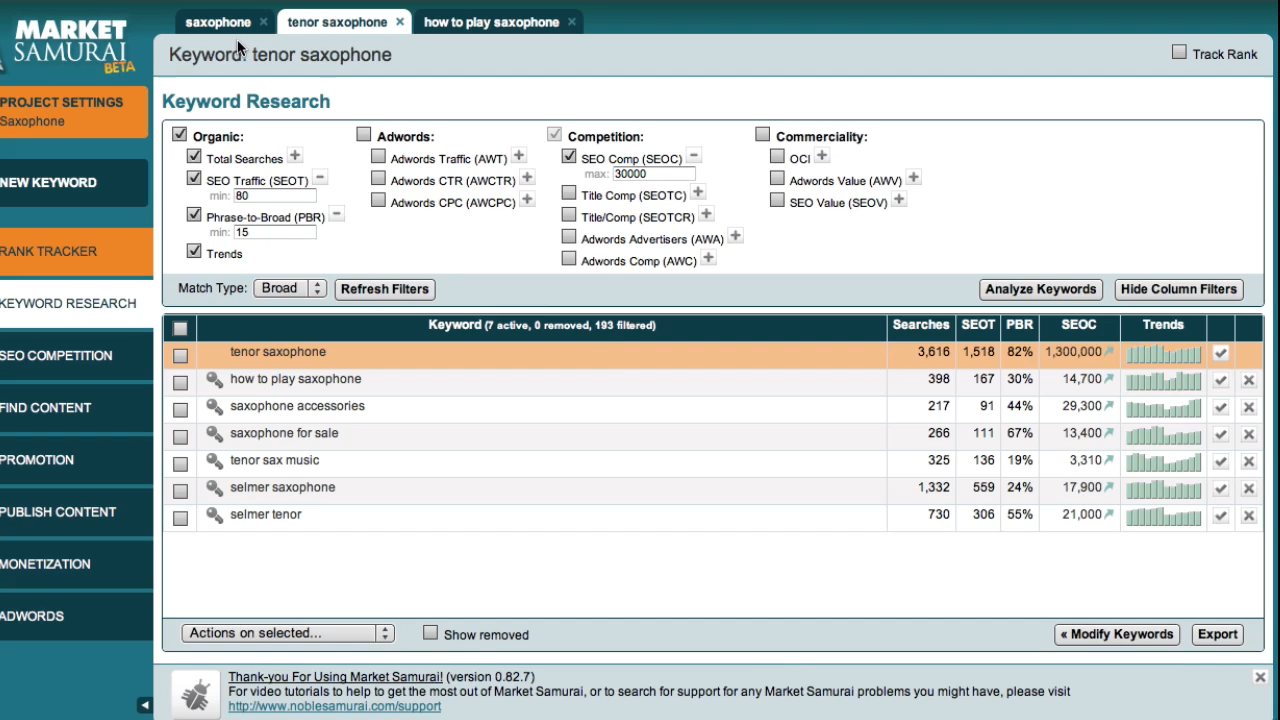 MARKET
SAMURAI
BETA
saxophone
tenor saxophone
how to play saxophone
Keyword: tenor saxophone
Track Rank
PROJECT SETTINGS
Saxophone
NEW KEYWORD
RANK TRACKER
KEYWORD RESEARCH
SEO COMPETITION
FIND CONTENT
PROMOTION
PUBLISH CONTENT
MONETIZATION
ADWORDS
Keyword Research
Organic:
Total Searches
SEO Traffic (SEOT)
min: 80
Phrase-to-Broad (PBR)
min: 15
Trends
Adwords:
Adwords Traffic (AWT)
Adwords CTR (AWCTR)
Adwords CPC (AWCPC)
Competition:
SEO Comp (SEOC)
max: 30000
Title Comp (SEOTC)
Title/Comp (SEOTCR)
Adwords Advertisers (AWA)
Adwords Comp (AWC)
Commerciality:
OCI
Adwords Value (AWV)
SEO Value (SEOV)
Match Type: Broad Refresh Filters Analyze Keywords Hide Column Filters
Keyword (7 active, 0 removed, 193 filtered) Searches SEOT PBR SEOC Trends
tenor saxophone 3,616 1,518 82% 1,300,000
how to play saxophone 398 167 30% 14,700
saxophone accessories 217 91 44% 29,300
saxophone for sale 266 111 67% 13,400
tenor sax music 325 136 19% 3,310
selmer saxophone 1,332 559 24% 17,900
selmer tenor 730 306 55% 21,000
Actions on selected... Show removed « Modify Keywords Export
Thank-you For Using Market Samurai! (version 0.82.7)
For video tutorials to help to get the most out of Market Samurai, or to search for support for any Market Samurai problems you might have, please visit
http://www.noblesamurai.com/support